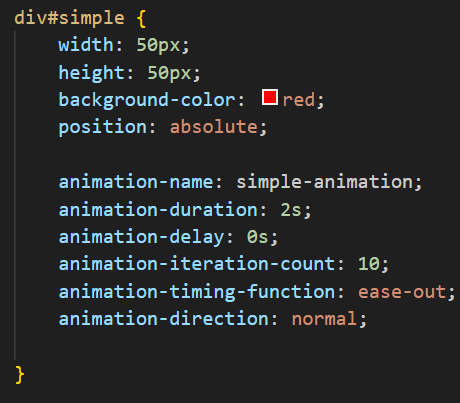 div#simple {
width: 50px;
height: 50px;
background-color: red;
position: absolute;
animation-name: simple-animation;
animation-duration: 2s;
animation-delay: 0s;
animation-iteration-count: 10;
animation-timing-function: ease-out;
animation-direction: normal;
}